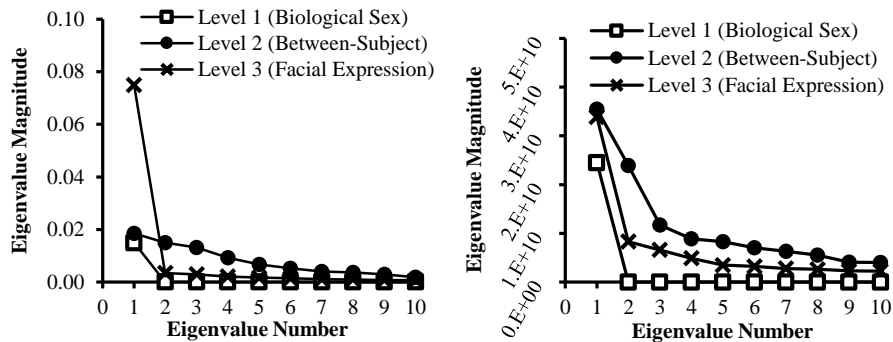 0.10
0.08
0.06
0.04
0.02
0.00
Eigenvalue Magnitude
Level 1 (Biological Sex)
Level 2 (Between-Subject)
Level 3 (Facial Expression)
0 1 2 3 4 5 6 7 8 9 10
Eigenvalue Number
5.E+10
4.E+10
3.E+10
2.E+10
1.E+10
0.E+00
Eigenvalue Magnitude
Level 1 (Biological Sex)
Level 2 (Between-Subject)
Level 3 (Facial Expression)
0 1 2 3 4 5 6 7 8 9 10
Eigenvalue Number